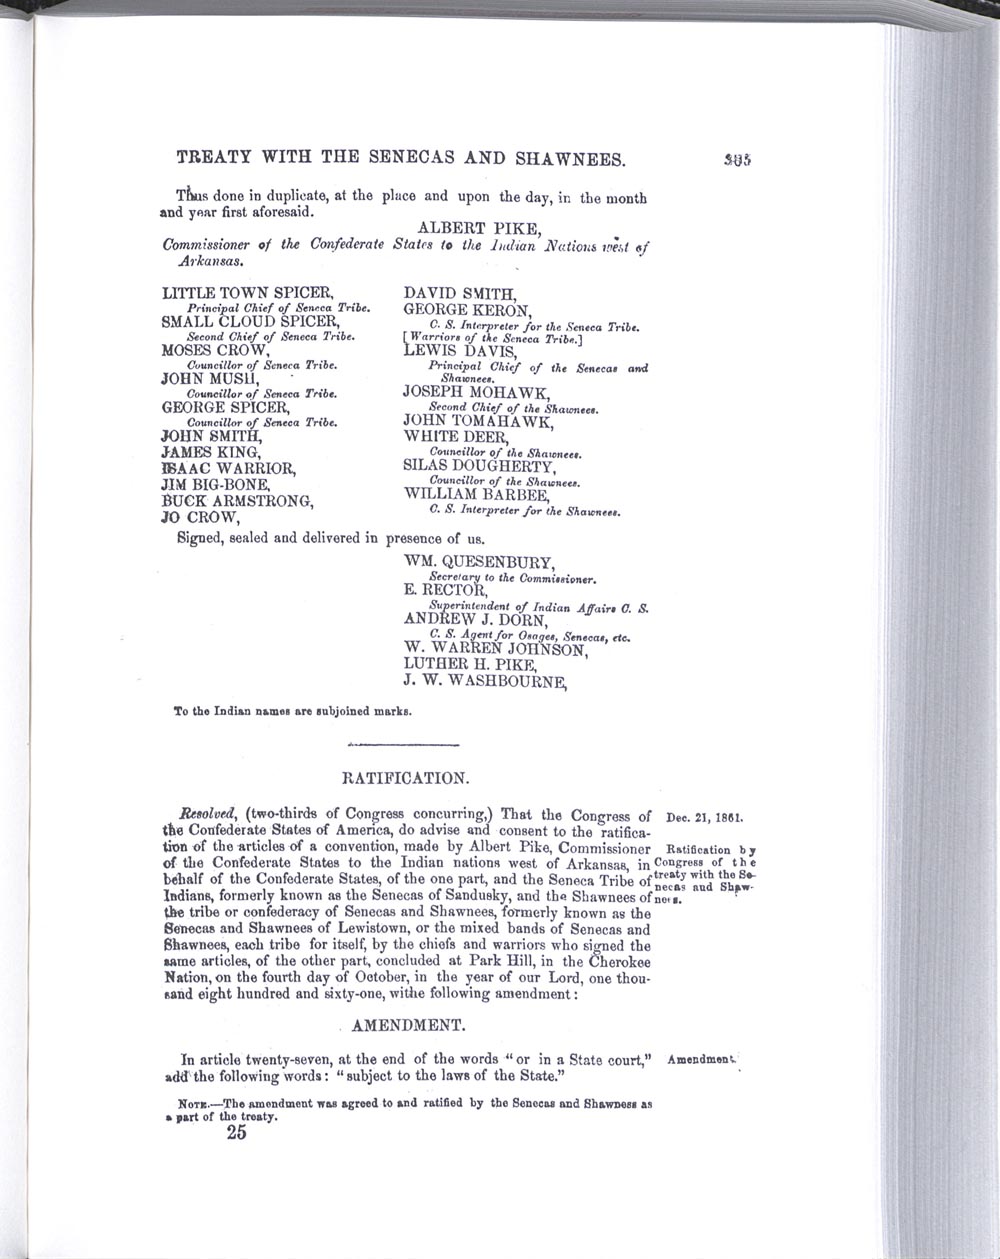 TREATY WITH THE SENECAS AND SHAWNEES.
385
Thus done in duplicate, at the place and upon the day, in the month
and year first aforesaid.
ALBERT PIKE,
Commissioner of the Confederate States to the Indian Nations west of
Arkansas.
LITTLE TOWN SPICER,
Principal Chief of Seneca Tribe.
SMALL CLOUD SPICER,
Second Chief of Seneca Tribe.
MOSES CROW,
Councillor of Seneca Tribe.
JOHN MUSH,
Councillor of Seneca Tribe.
GEORGE SPICER,
Councillor of Seneca Tribe.
JOHN SMITH,
JAMES KING,
ISAAC WARRIOR,
JIM BIG-BONE,
BUCK ARMSTRONG,
JO CROW,
DAVID SMITH,
GEORGE KERON,
C. S. Interpreter for the Seneca Tribe.
[Warriors of the Seneca Tribe.]
LEWIS DAVIS,
Principal Chief of the Senecas and
Shawnees.
JOSEPH MOHAWK,
Second Chief of the Shawnees.
JOHN TOMAHAWK,
WHITE DEER,
Councillor of the Shawnees.
SILAS DOUGHERTY,
Councillor of the Shawnees.
WILLIAM BARBEE,
C. S. Interpreter for the Shawnees.
Signed, sealed and delivered in presence of us.
WM. QUESENBURY,
Secretary to the Commissioner.
E. RECTOR,
Superintendent of Indian Affairs C. S.
ANDREW J. DORN,
C. S. Agent for Osages, Senecas, etc.
W. WARREN JOHNSON,
LUTHER H. PIKE,
J. W. WASHBOURNE,
To the Indian names are subjoined marks.
RATIFICATION.
Resolved, (two-thirds of Congress concurring,) That the Congress of
the Confederate States of America, do advise and consent to the ratifica-
tion of the articles of a convention, made by Albert Pike, Commissioner
of the Confederate States to the Indian nations west of Arkansas, in
behalf of the Confederate States, of the one part, and the Seneca Tribe of
Indians, formerly known as the Senecas of Sandusky, and the Shawnees of
the tribe or confederacy of Senecas and Shawnees, formerly known as the
Senecas and Shawnees of Lewistown, or the mixed bands of Senecas and
Shawnees, each tribe for itself, by the chiefs and warriors who signed the
same articles, of the other part, concluded at Park Hill, in the Cherokee
Nation, on the fourth day of October, in the year of our Lord, one thou-
sand eight hundred and sixty-one, withe following amendment:
Dec. 21, 1861.
Ratification by
Congress of the
treaty with the Se-
necas and Shaw-
nees.
AMENDMENT.
In article twenty-seven, at the end of the words "or in a State court,"
add the following words: "subject to the laws of the State."
Amendment.
NOTE.—The amendment was agreed to and ratified by the Senecas and Shawness as
a part of the treaty.
25